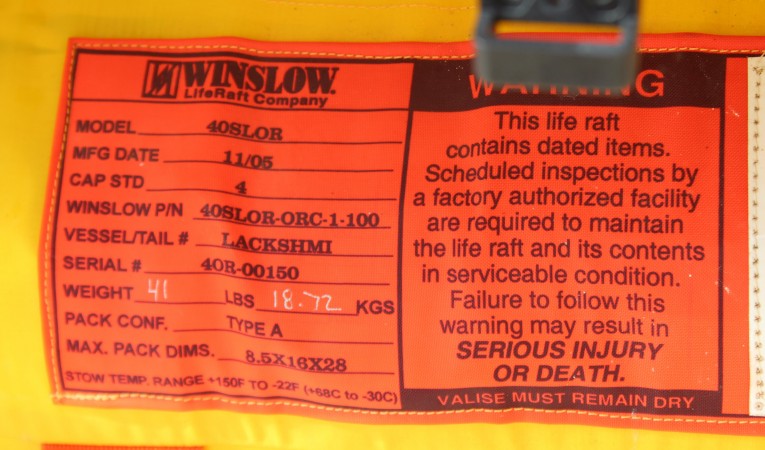 WINSLOW
LifeRaft Company
MODEL 40SLOR
MFG DATE 11/05
CAP STD 4
WINSLOW P/N 40SLOR-ORC-1-100
VESSEL/TAIL # LACKSHMI
SERIAL # 40R-00150
WEIGHT 41 LBS 18.72 KGS
PACK CONF. TYPE A
MAX. PACK DIMS. 8.5X16X28
STOW TEMP. RANGE +150F TO -22F (+68C to -30C)
WARNING
This life raft
contains dated items.
Scheduled inspections by
a factory authorized facility
are required to maintain
the life raft and its contents
in serviceable condition.
Failure to follow this
warning may result in
SERIOUS INJURY
OR DEATH.
VALISE MUST REMAIN DRY